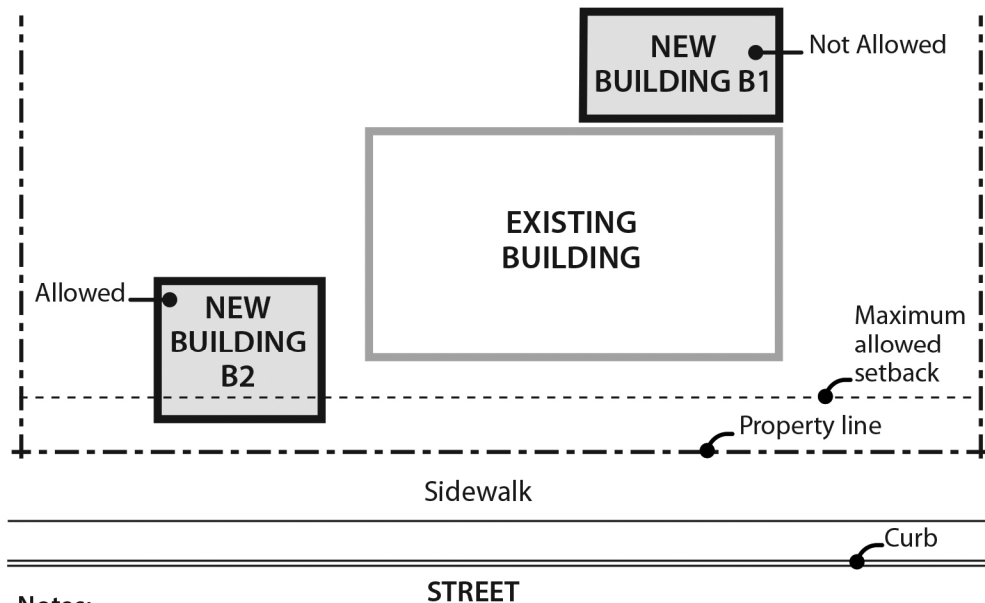 NEW
BUILDING B1
Not Allowed
EXISTING
BUILDING
Allowed
NEW
BUILDING
B2
Maximum
allowed
setback
Property line
Sidewalk
Curb
STREET
Notes: